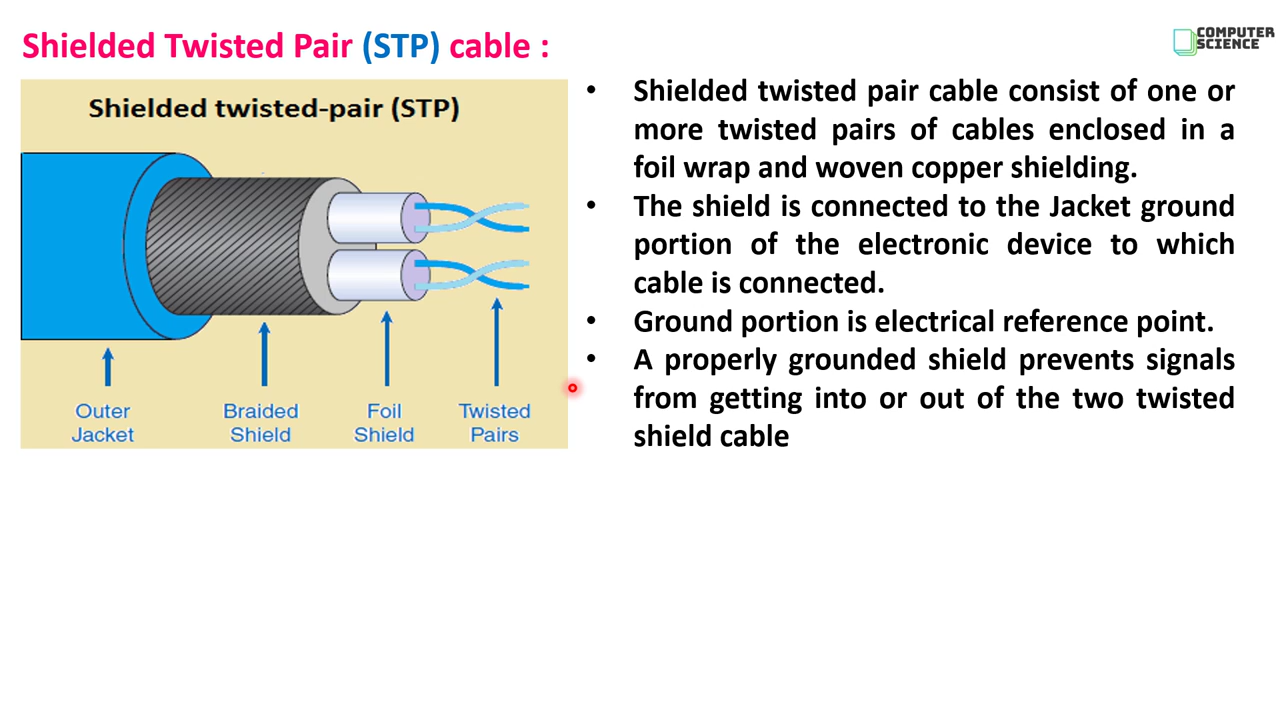 Shielded Twisted Pair (STP) cable :
COMPUTER
SCIENCE
Shielded twisted-pair (STP)
Outer
Jacket
Braided
Shield
Foil
Shield
Twisted
Pairs
• Shielded twisted pair cable consist of one or
more twisted pairs of cables enclosed in a
foil wrap and woven copper shielding.
• The shield is connected to the Jacket ground
portion of the electronic device to which
cable is connected.
• Ground portion is electrical reference point.
• A properly grounded shield prevents signals
from getting into or out of the two twisted
shield cable